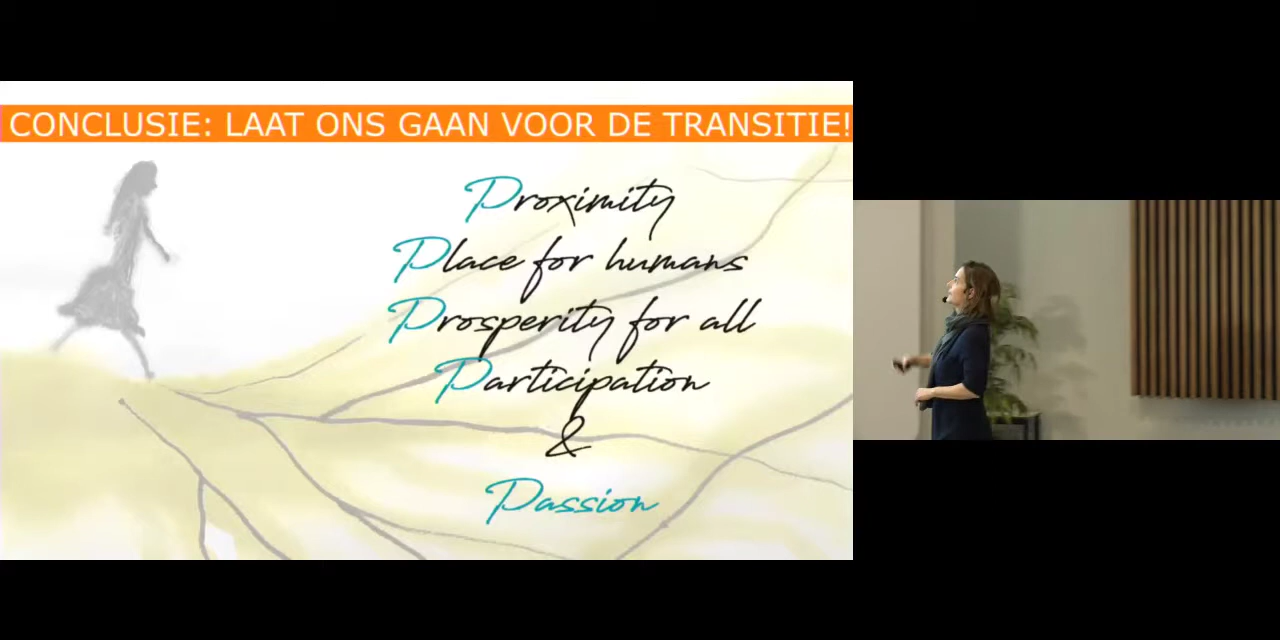 CONCLUSIE: LAAT ONS GAAN VOOR DE TRANSITIE!
Proximity
Place for humans
Prosperity for all
Participation
&
Passion